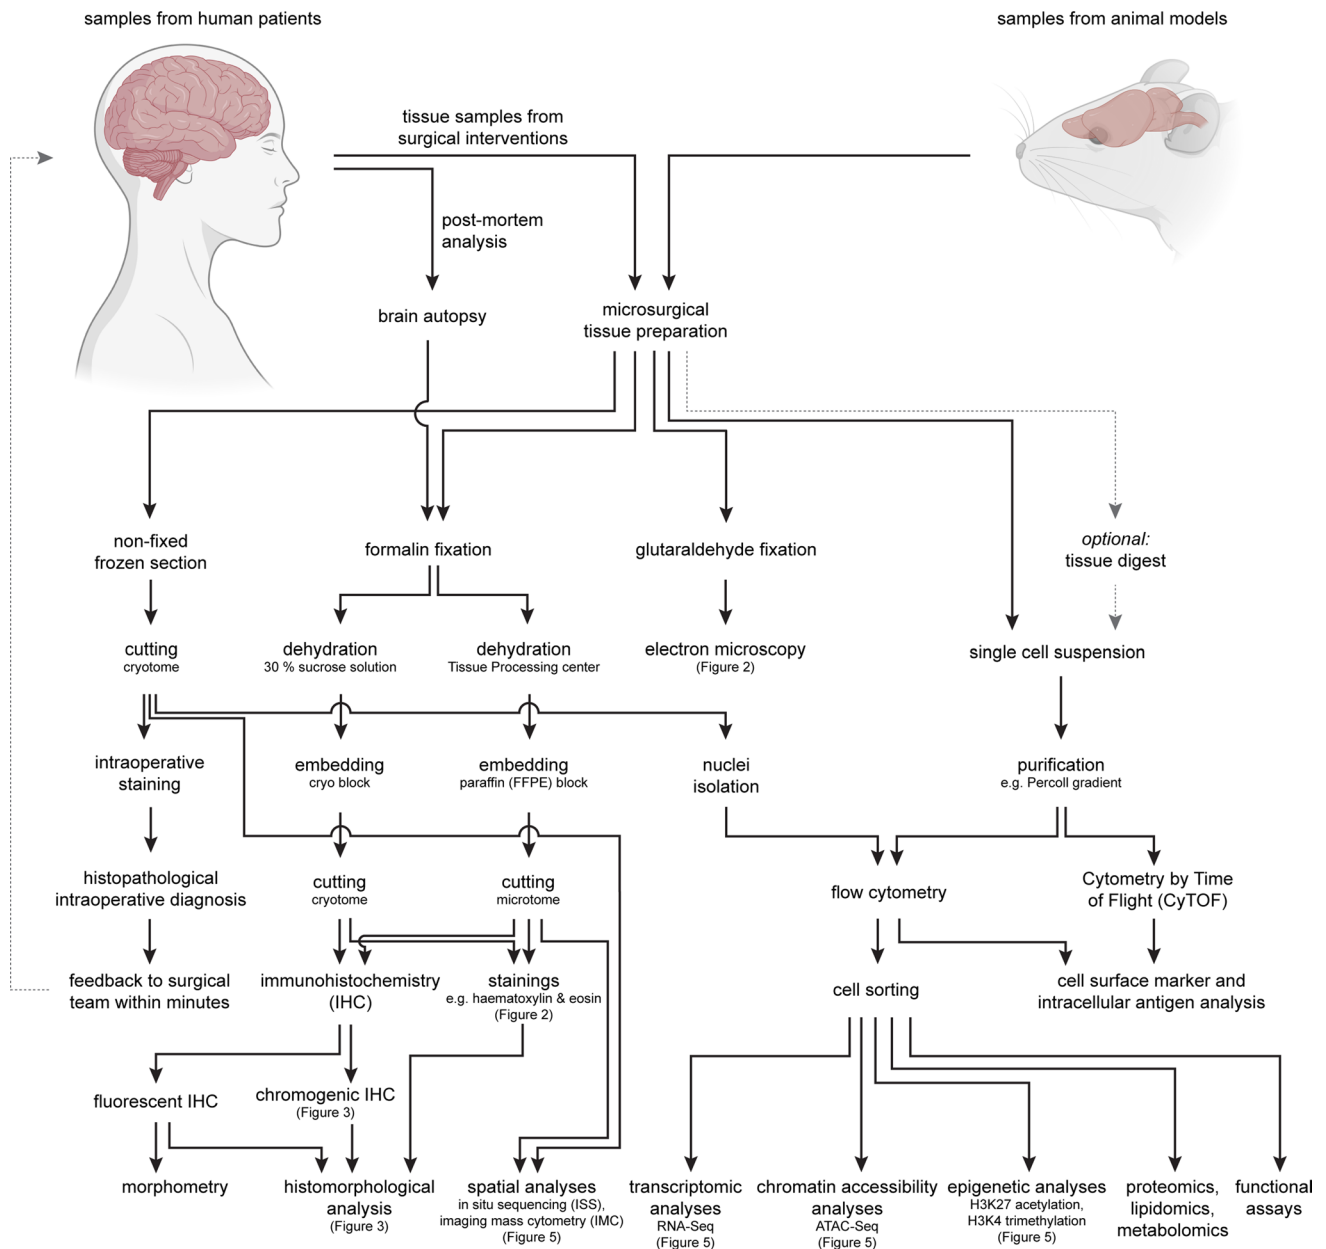 samples from human patients
samples from animal models
tissue samples from
surgical interventions
post-mortem
analysis
brain autopsy
microsurgical
tissue preparation
non-fixed
frozen section
formalin fixation
glutaraldehyde fixation
optional:
tissue digest
cutting
cryotome
dehydration
30 % sucrose solution
dehydration
Tissue Processing center
electron microscopy
(Figure 2)
single cell suspension
intraoperative
staining
embedding
cryo block
embedding
paraffin (FFPE) block
nuclei
isolation
purification
e.g. Percoll gradient
histopathological
intraoperative diagnosis
cutting
cryotome
cutting
microtome
flow cytometry
Cytometry by Time
of Flight (CyTOF)
feedback to surgical
team within minutes
immunohistochemistry
(IHC)
stainings
e.g. haematoxylin & eosin
(Figure 2)
cell sorting
cell surface marker and
intracellular antigen analysis
fluorescent IHC
chromogenic IHC
(Figure 3)
morphometry
histomorphological
analysis
(Figure 3)
spatial analyses
in situ sequencing (ISS),
imaging mass cytometry (IMC)
(Figure 5)
transcriptomic
analyses
RNA-Seq
(Figure 5)
chromatin accessibility
analyses
ATAC-Seq
(Figure 5)
epigenetic analyses
H3K27 acetylation,
H3K4 trimethylation
(Figure 5)
proteomics,
lipidomics,
metabolomics
functional
assays